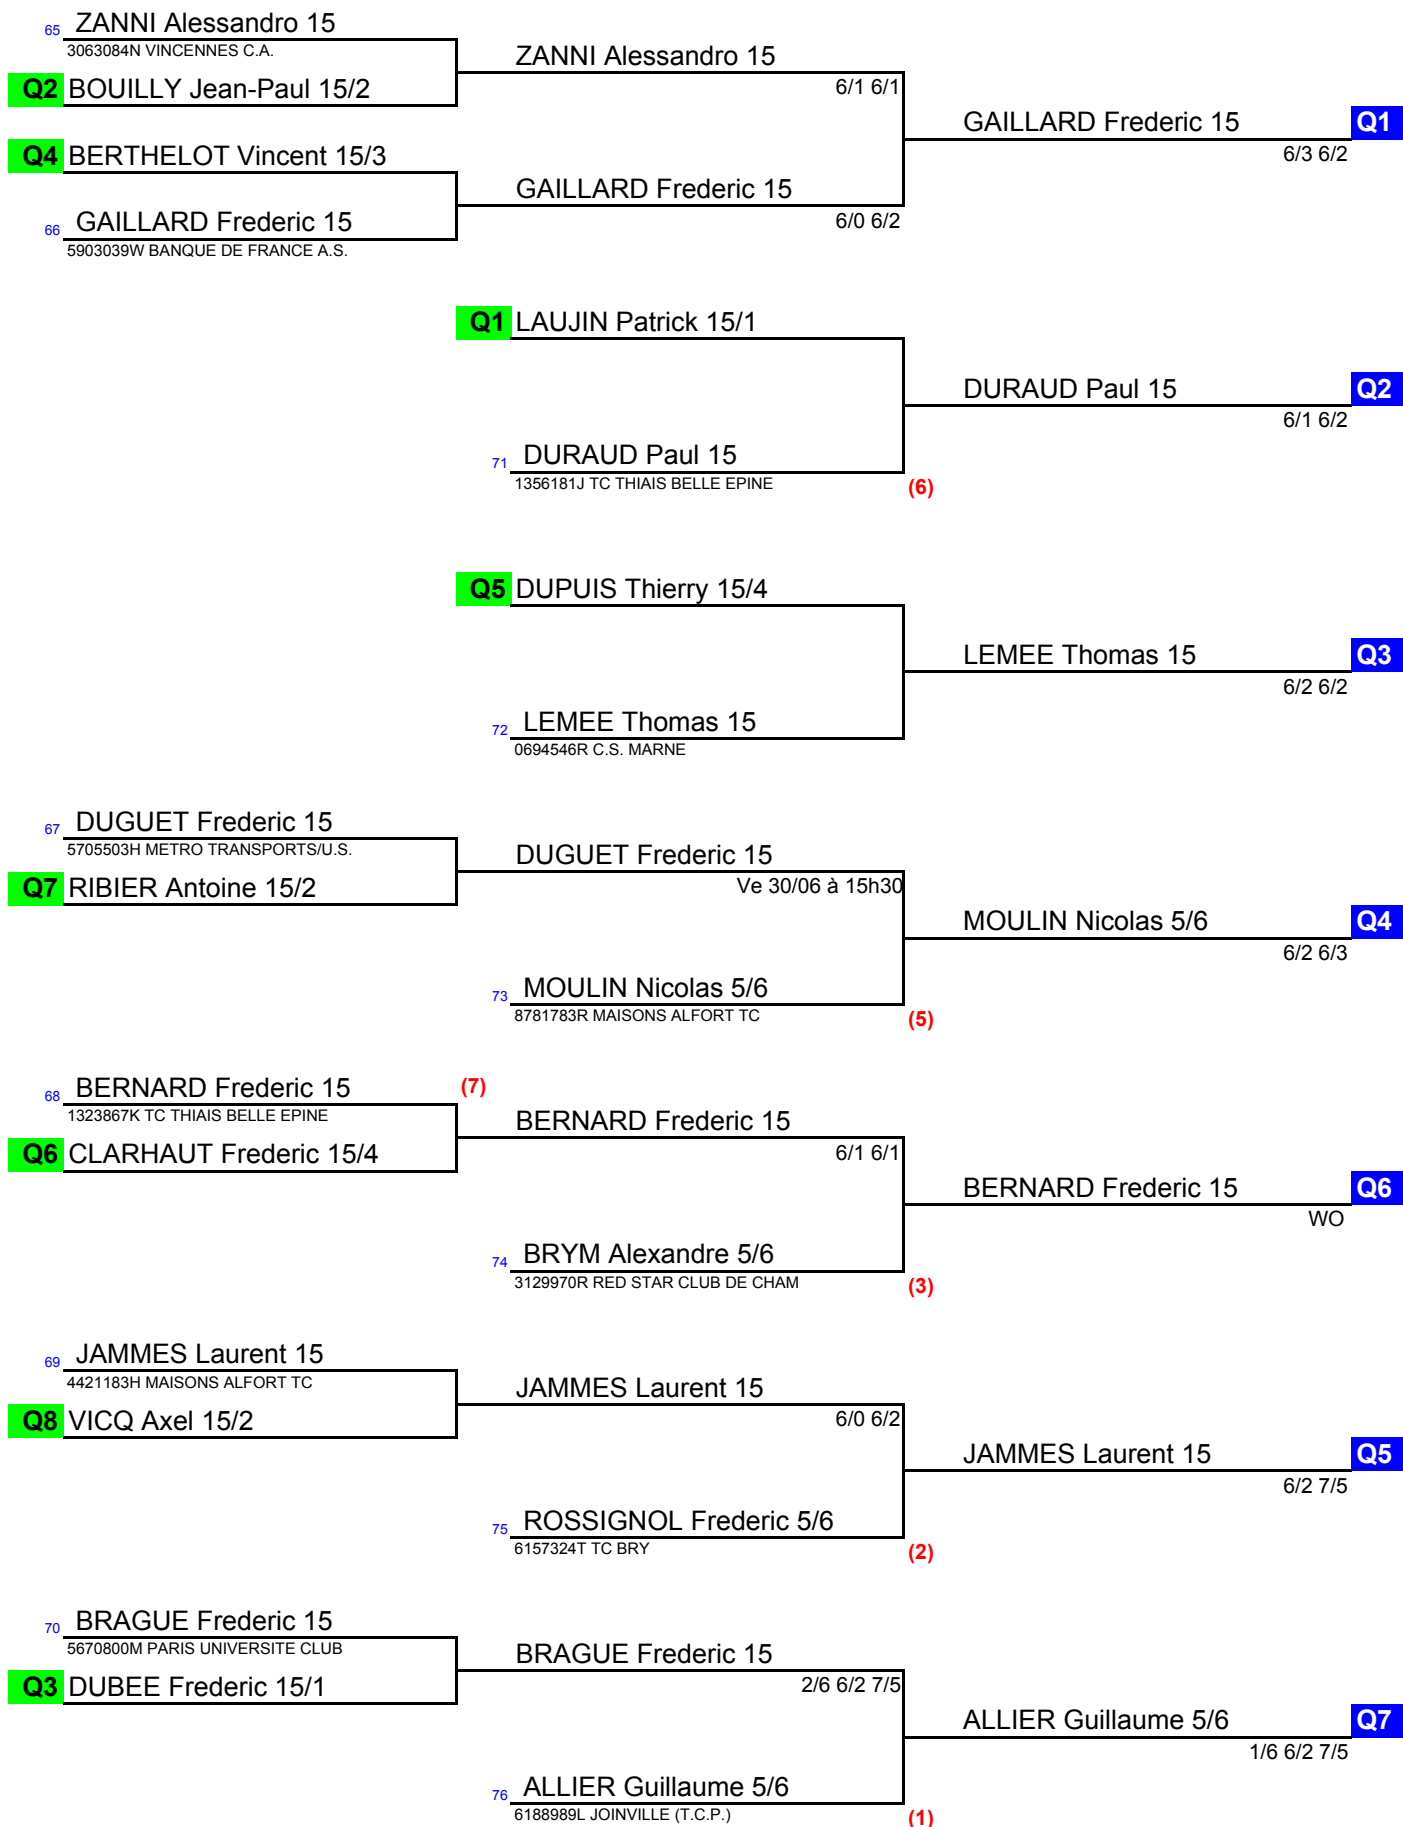 65 ZANNI Alessandro 15
3063084N VINCENNES C.A.
ZANNI Alessandro 15
Q2 BOUILLY Jean-Paul 15/2
6/1 6/1
GAILLARD Frederic 15 Q1
Q4 BERTHELOT Vincent 15/3
6/3 6/2
GAILLARD Frederic 15
66 GAILLARD Frederic 15
6/0 6/2
5903039W BANQUE DE FRANCE A.S.
Q1 LAUJIN Patrick 15/1
DURAUD Paul 15 Q2
6/1 6/2
71 DURAUD Paul 15
1356181J TC THIAIS BELLE EPINE
(6)
Q5 DUPUIS Thierry 15/4
LEMEE Thomas 15 Q3
6/2 6/2
72 LEMEE Thomas 15
0694546R C.S. MARNE
67 DUGUET Frederic 15
5705503H METRO TRANSPORTS/U.S.
DUGUET Frederic 15
Q7 RIBIER Antoine 15/2
Ve 30/06 à 15h30
MOULIN Nicolas 5/6 Q4
6/2 6/3
73 MOULIN Nicolas 5/6
8781783R MAISONS ALFORT TC
(5)
68 BERNARD Frederic 15 (7)
1323867K TC THIAIS BELLE EPINE
BERNARD Frederic 15
Q6 CLARHAUT Frederic 15/4
6/1 6/1
BERNARD Frederic 15 Q6
WO
74 BRYM Alexandre 5/6
3129970R RED STAR CLUB DE CHAM
(3)
69 JAMMES Laurent 15
4421183H MAISONS ALFORT TC
JAMMES Laurent 15
Q8 VICQ Axel 15/2
6/0 6/2
JAMMES Laurent 15 Q5
6/2 7/5
75 ROSSIGNOL Frederic 5/6
6157324T TC BRY
(2)
70 BRAGUE Frederic 15
5670800M PARIS UNIVERSITE CLUB
BRAGUE Frederic 15
Q3 DUBEE Frederic 15/1
2/6 6/2 7/5
ALLIER Guillaume 5/6 Q7
1/6 6/2 7/5
76 ALLIER Guillaume 5/6
6188989L JOINVILLE (T.C.P.)
(1)